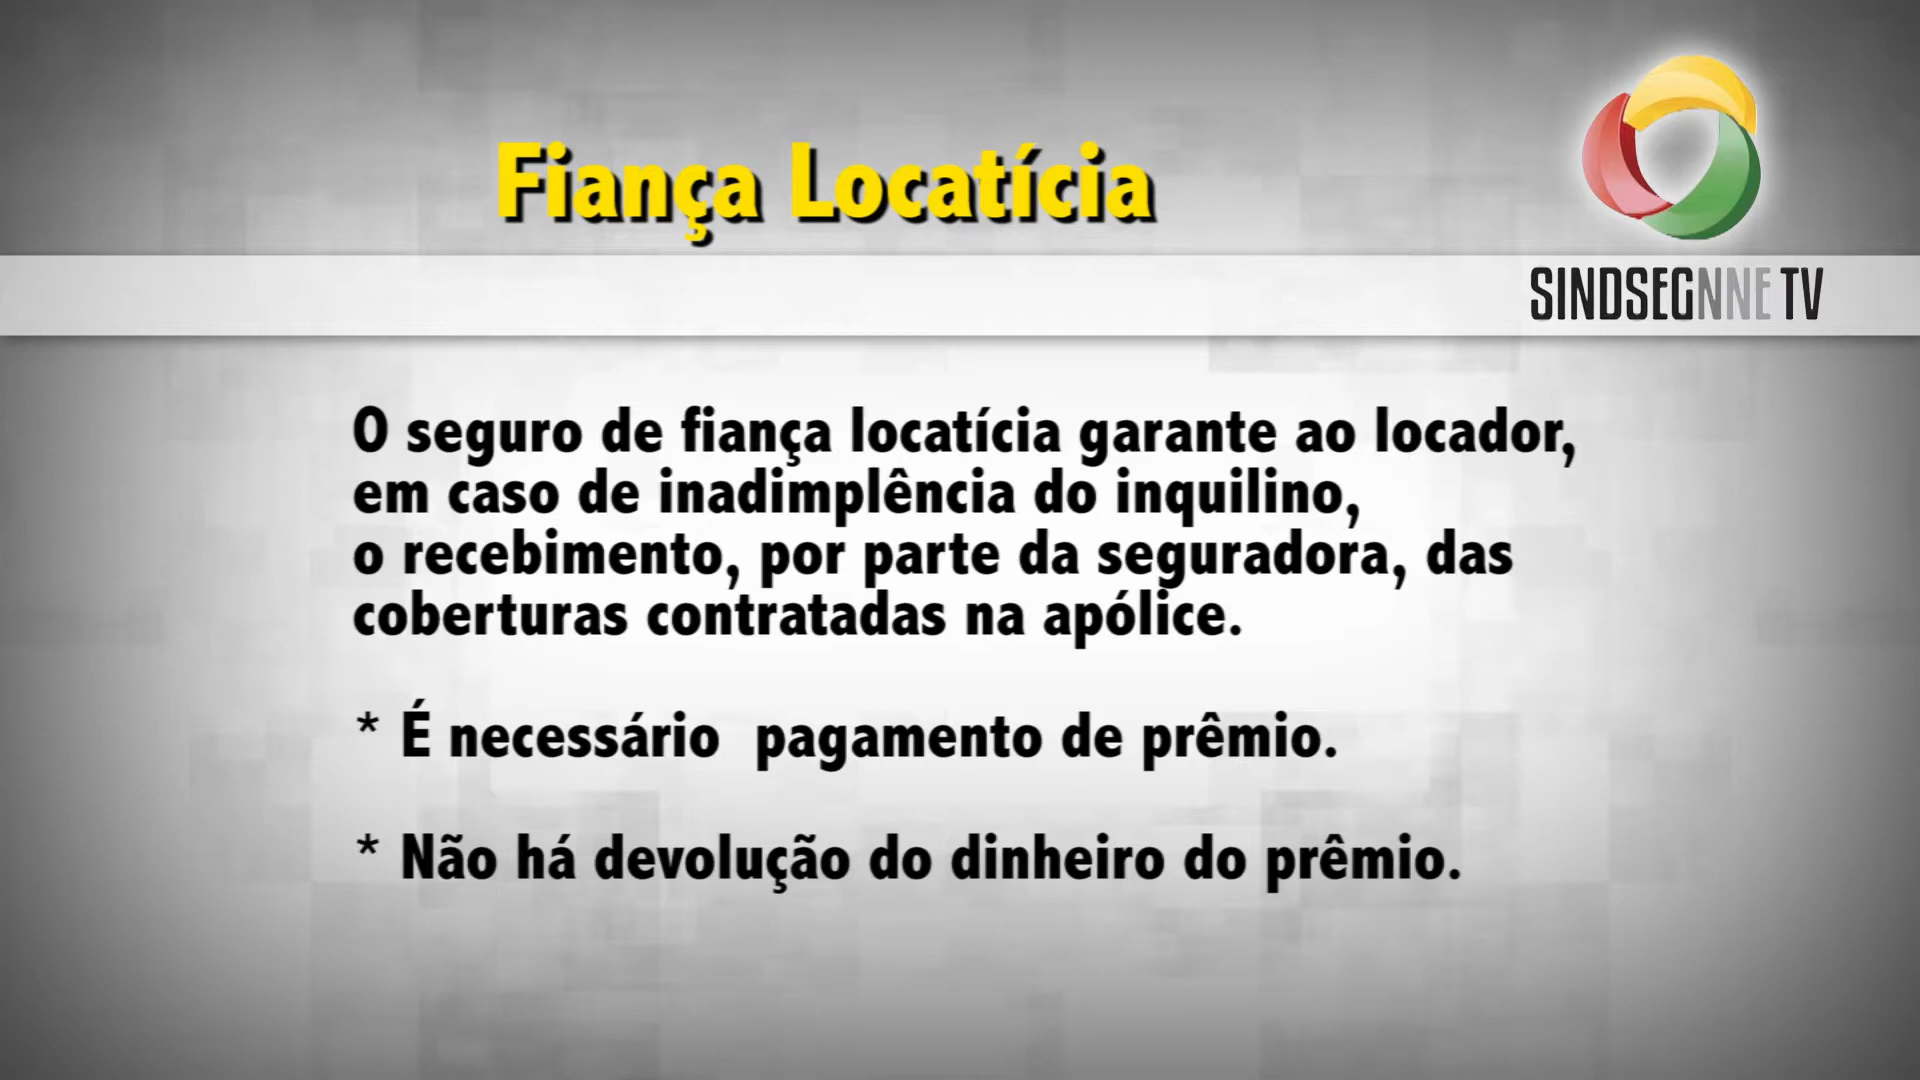 Fiança Locatícia
SINDSEGNNE TV
O seguro de fiança locatícia garante ao locador,
em caso de inadimplência do inquilino,
o recebimento, por parte da seguradora, das
coberturas contratadas na apólice.
* É necessário  pagamento de prêmio.
* Não há devolução do dinheiro do prêmio.